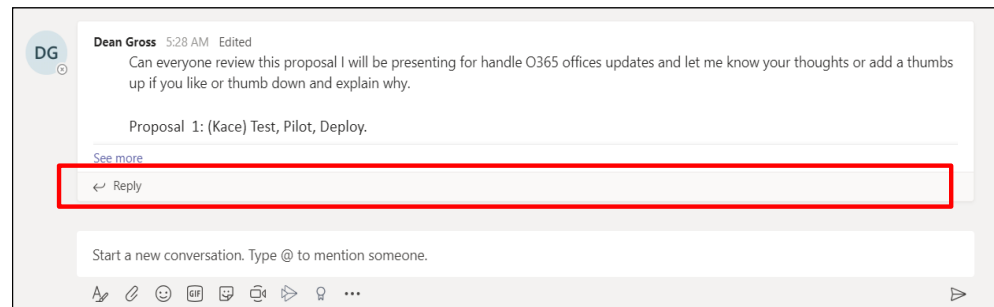 DG
Dean Gross 5:28 AM Edited
Can everyone review this proposal I will be presenting for handle O365 offices updates and let me know your thoughts or add a thumbs
up if you like or thumb down and explain why.
Proposal 1: (Kace) Test, Pilot, Deploy.
See more
Reply
Start a new conversation. Type @ to mention someone.
GIF